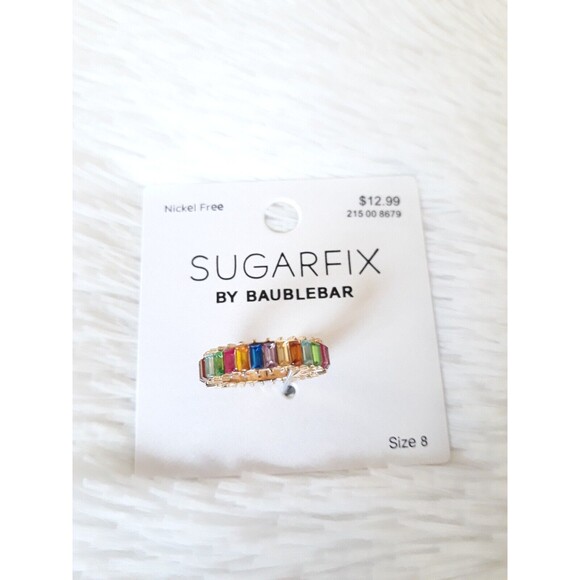 Nickel Free
$12.99
215 00 8679
SUGARFIX
BY BAUBLEBAR
Size 8